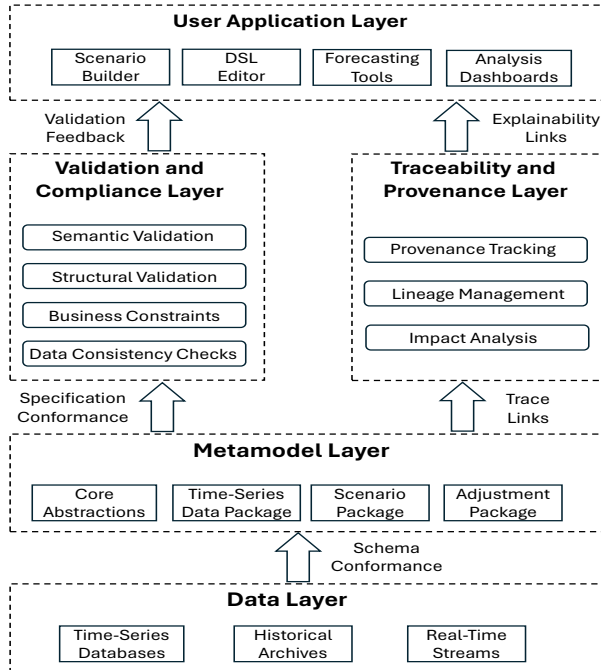 User Application Layer
Scenario
Builder
DSL
Editor
Forecasting
Tools
Analysis
Dashboards
Validation
Feedback
Explainability
Links
Validation and
Compliance Layer
Semantic Validation
Structural Validation
Business Constraints
Data Consistency Checks
Traceability and
Provenance Layer
Provenance Tracking
Lineage Management
Impact Analysis
Specification
Conformance
Trace
Links
Metamodel Layer
Core
Abstractions
Time-Series
Data Package
Scenario
Package
Adjustment
Package
Schema
Conformance
Data Layer
Time-Series
Databases
Historical
Archives
Real-Time
Streams